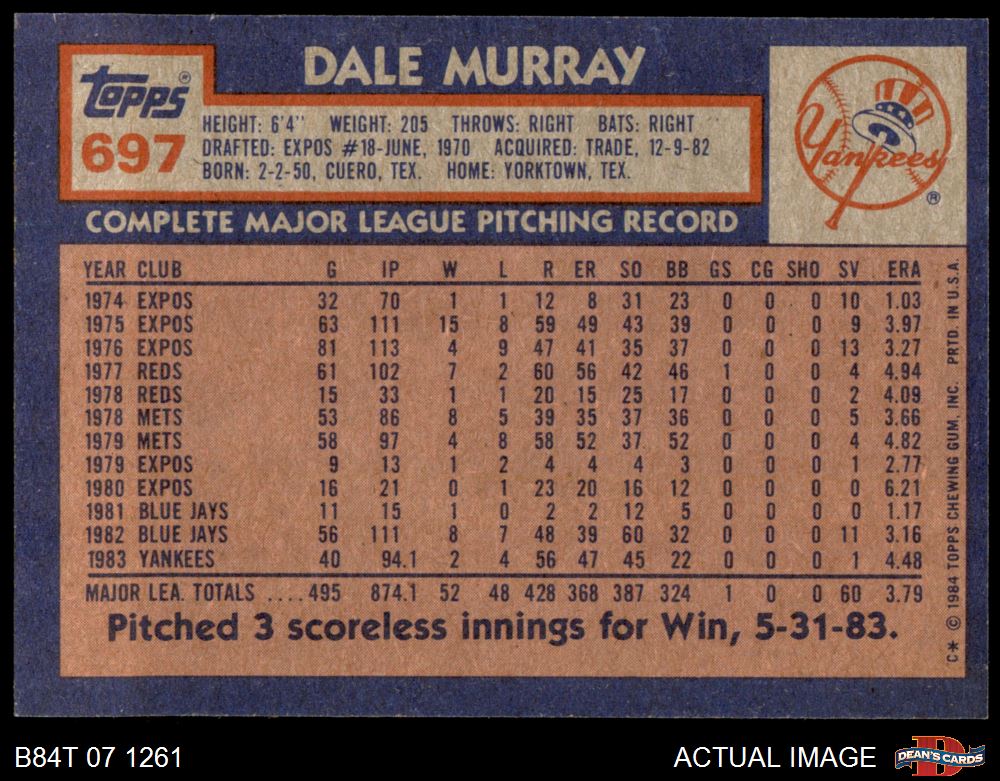 DALE MURRAY
Topps®
697
HEIGHT: 6'4" WEIGHT: 205 THROWS: RIGHT BATS: RIGHT
DRAFTED: EXPOS #18-JUNE, 1970 ACQUIRED: TRADE, 12-9-82
BORN: 2-2-50, CUERO, TEX. HOME: YORKTOWN, TEX.
Yankees
®
COMPLETE MAJOR LEAGUE PITCHING RECORD
YEAR CLUB G IP W L R ER SO BB GS CG SHO SV ERA
1974 EXPOS 32 70 1 1 12 8 31 23 0 0 0 10 1.03
1975 EXPOS 63 111 15 8 59 49 43 39 0 0 0 9 3.97
1976 EXPOS 81 113 4 9 47 41 35 37 0 0 0 13 3.27
1977 REDS 61 102 7 2 60 56 42 46 1 0 0 4 4.94
1978 REDS 15 33 1 1 20 15 25 17 0 0 0 2 4.09
1978 METS 53 86 8 5 39 35 37 36 0 0 0 5 3.66
1979 METS 58 97 4 8 58 52 37 52 0 0 0 4 4.82
1979 EXPOS 9 13 1 2 4 4 4 3 0 0 0 1 2.77
1980 EXPOS 16 21 0 1 23 20 16 12 0 0 0 0 6.21
1981 BLUE JAYS 11 15 1 0 2 2 12 5 0 0 0 0 1.17
1982 BLUE JAYS 56 111 8 7 48 39 60 32 0 0 0 11 3.16
1983 YANKEES 40 94.1 2 4 56 47 45 22 0 0 0 1 4.48
MAJOR LEA. TOTALS ....495 874.1 52 48 428 368 387 324 1 0 0 60 3.79
Pitched 3 scoreless innings for Win, 5-31-83.
C* © 1984 TOPPS CHEWING GUM, INC. PRTD. IN U.S.A.
B84T 07 1261
ACTUAL IMAGE
D
DEAN'S CARDS